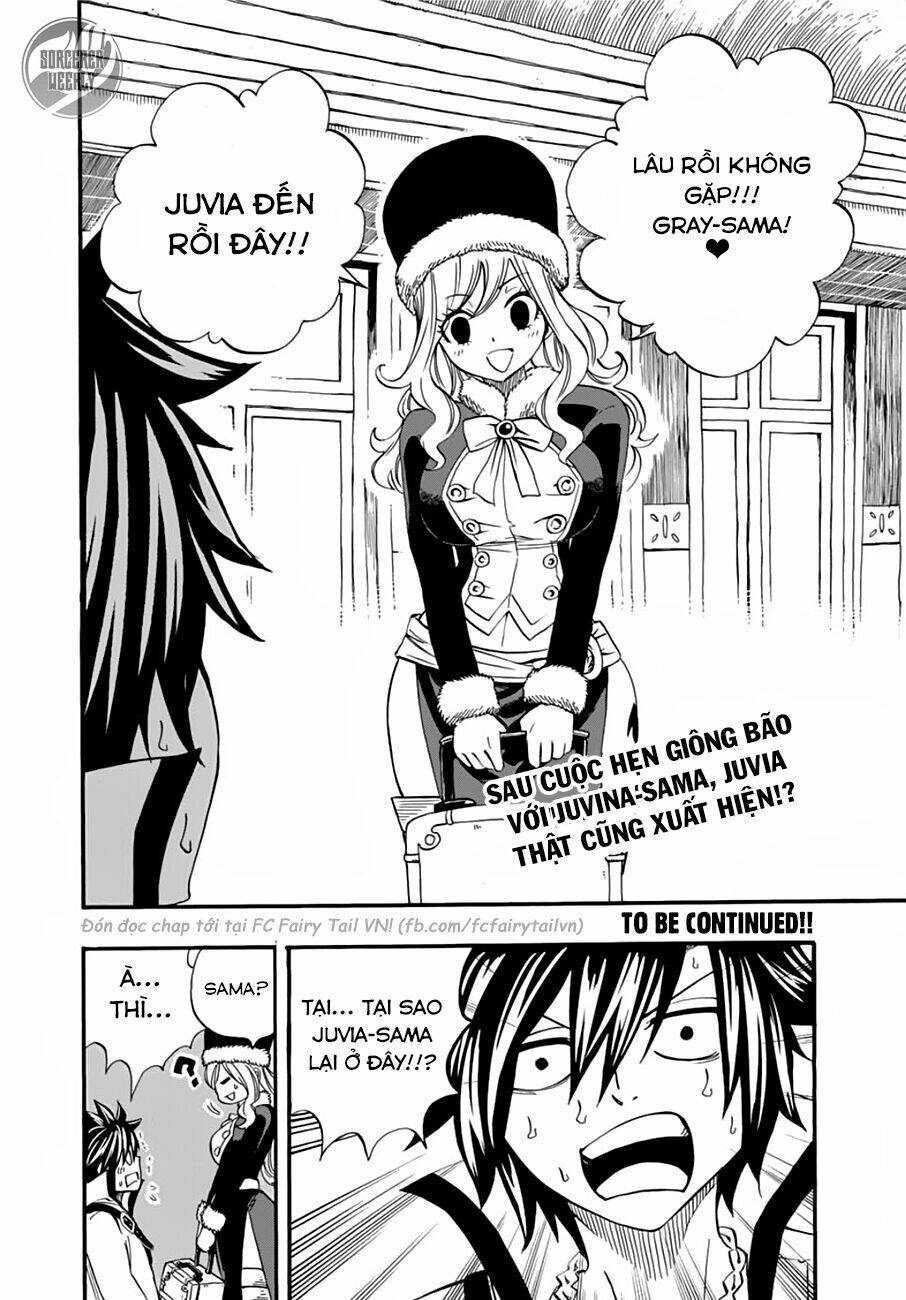 SORCERER
WEEKLY
LÂU RỒI KHÔNG
GẶP!!!
GRAY-SAMA!
❤
JUVIA ĐẾN
RỒI ĐÂY!!
SAU CUỘC HẸN GIÔNG BÃO
VỚI JUVINA-SAMA, JUVIA
THẬT CŨNG XUẤT HIỆN!?
Đón đọc chap tới tại FC Fairy Tail VN! (fb.com/fcfairytailvn)
TO BE CONTINUED!!
À...
THÌ...
SAMA?
?
TẠI... TẠI SAO
JUVIA-SAMA
LẠI Ở ĐÂY!!?